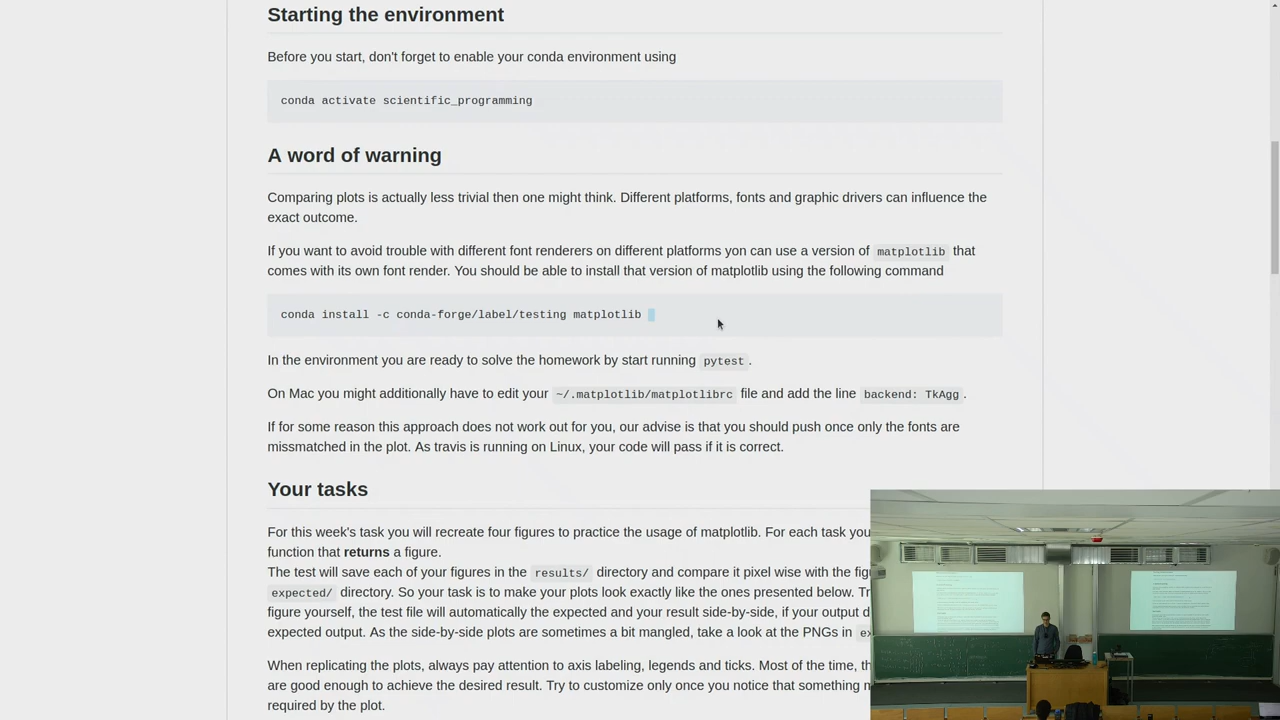 Starting the environment
Before you start, don't forget to enable your conda environment using
conda activate scientific_programming
A word of warning
Comparing plots is actually less trivial then one might think. Different platforms, fonts and graphic drivers can influence the
exact outcome.
If you want to avoid trouble with different font renderers on different platforms yon can use a version of matplotlib that
comes with its own font render. You should be able to install that version of matplotlib using the following command
conda install -c conda-forge/label/testing matplotlib
In the environment you are ready to solve the homework by start running pytest.
On Mac you might additionally have to edit your ~/.matplotlib/matplotlibrc file and add the line backend: TkAgg.
If for some reason this approach does not work out for you, our advise is that you should push once only the fonts are
missmatched in the plot. As travis is running on Linux, your code will pass if it is correct.
Your tasks
For this week's task you will recreate four figures to practice the usage of matplotlib. For each task you
function that returns a figure.
The test will save each of your figures in the results/ directory and compare it pixel wise with the
expected/ directory. So your task is to make your plots look exactly like the ones presented below.
figure yourself, the test file will automatically the expected and your result side-by-side, if your output
expected output. As the side-by-side plots are sometimes a bit mangled, take a look at the PNGs in
When replicating the plots, always pay attention to axis labeling, legends and ticks. Most of the time,
are good enough to achieve the desired result. Try to customize only once you notice that something
required by the plot.